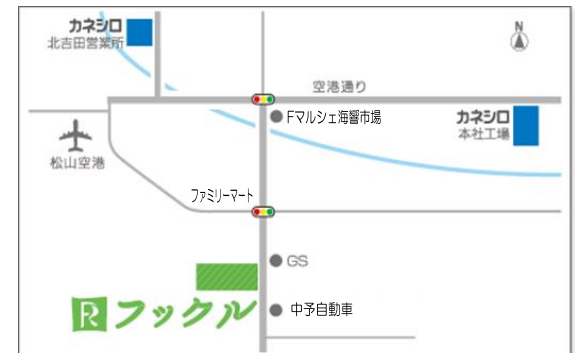 カネシロ
北吉田営業所
N
空港通り
Fマルシェ海響市場
カネシロ
本社工場
松山空港
ファミリーマート
GS
R フックル
中予自動車